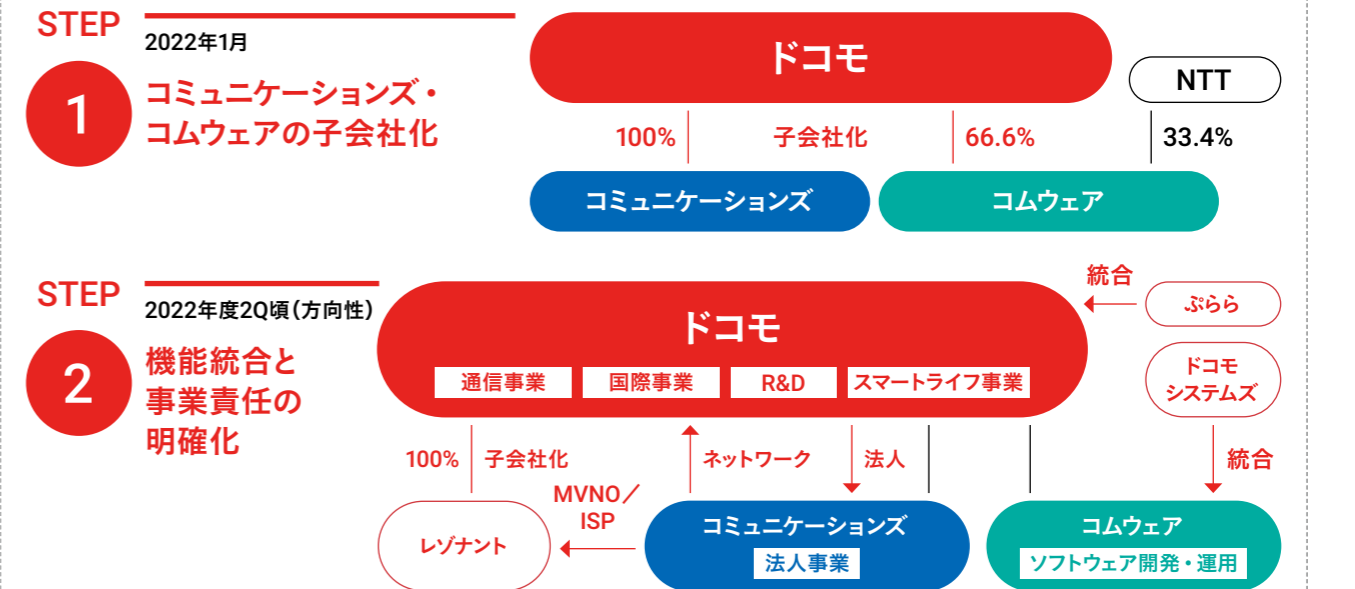 STEP
1
2022年1月
コミュニケーションズ・
コムウェアの子会社化
ドコモ
NTT
100%
子会社化
66.6%
33.4%
コミュニケーションズ
コムウェア
STEP
2
2022年度2Q頃（方向性）
機能統合と
事業責任の
明確化
ドコモ
通信事業
国際事業
R&D
スマートライフ事業
統合
ぷらら
ドコモ
システムズ
統合
100%
子会社化
ネットワーク
法人
MVNO／
ISP
レゾナント
コミュニケーションズ
法人事業
コムウェア
ソフトウェア開発・運用